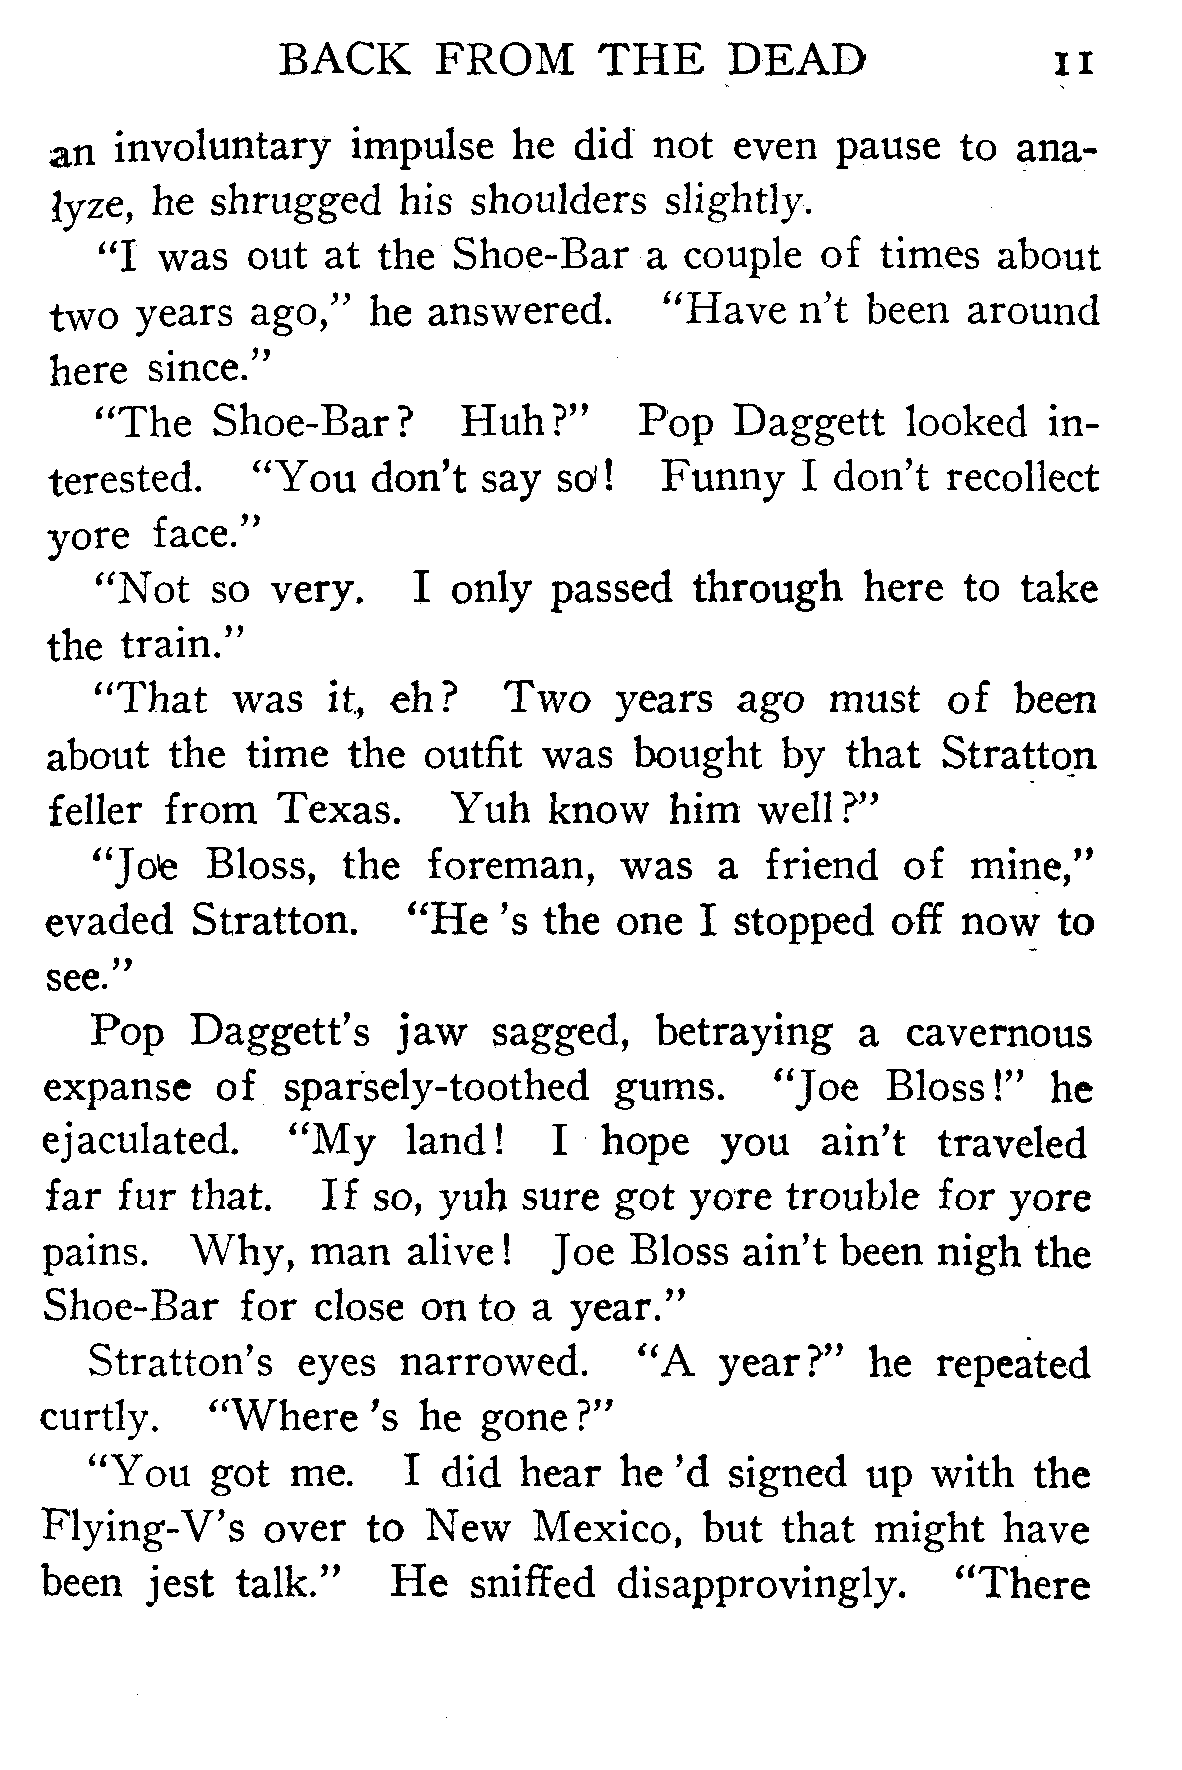 BACK FROM THE DEAD 11
an involuntary impulse he did not even pause to ana-
lyze, he shrugged his shoulders slightly.
“I was out at the Shoe-Bar a couple of times about
two years ago,” he answered. “Have n’t been around
here since.”
“The Shoe-Bar? Huh?” Pop Daggett looked in-
terested. “You don’t say so! Funny I don’t recollect
yore face.”
“Not so very. I only passed through here to take
the train.”
“That was it, eh? Two years ago must of been
about the time the outfit was bought by that Stratton
feller from Texas. Yuh know him well?”
“Joe Bloss, the foreman, was a friend of mine,”
evaded Stratton. “He ’s the one I stopped off now to
see.”
Pop Daggett’s jaw sagged, betraying a cavernous
expanse of sparsely-toothed gums. “Joe Bloss!” he
ejaculated. “My land! I hope you ain’t traveled
far fur that. If so, yuh sure got yore trouble for yore
pains. Why, man alive! Joe Bloss ain’t been nigh the
Shoe-Bar for close on to a year.”
Stratton’s eyes narrowed. “A year?” he repeated
curtly. “Where ’s he gone?”
“You got me. I did hear he ’d signed up with the
Flying-V’s over to New Mexico, but that might have
been jest talk.” He sniffed disapprovingly. “There